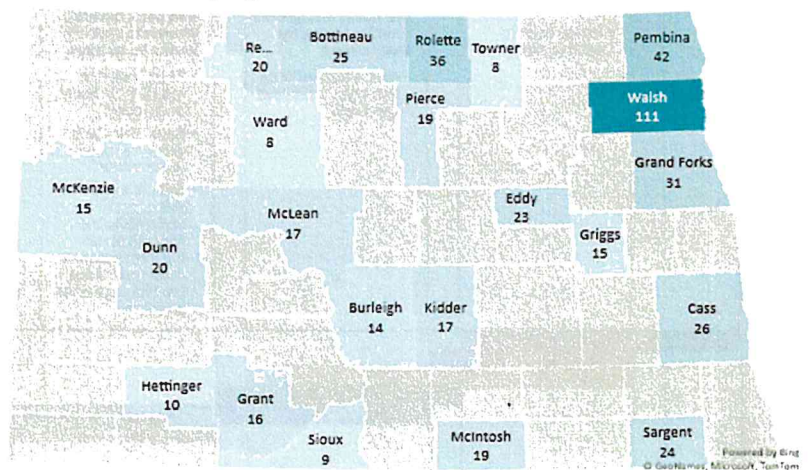 Re...
20
Bottineau
25
Rolette
36
Towner
8
Pembina
42
Pierce
19
Walsh
111
Ward
8
Grand Forks
31
McKenzie
15
Eddy
23
McLean
17
Griggs
15
Dunn
20
Burleigh
14
Kidder
17
Cass
26
Hettinger
10
Grant
16
Sioux
9
McIntosh
19
Sargent
24
Powered by Bing
© GeoNames, Microsoft, TomTom